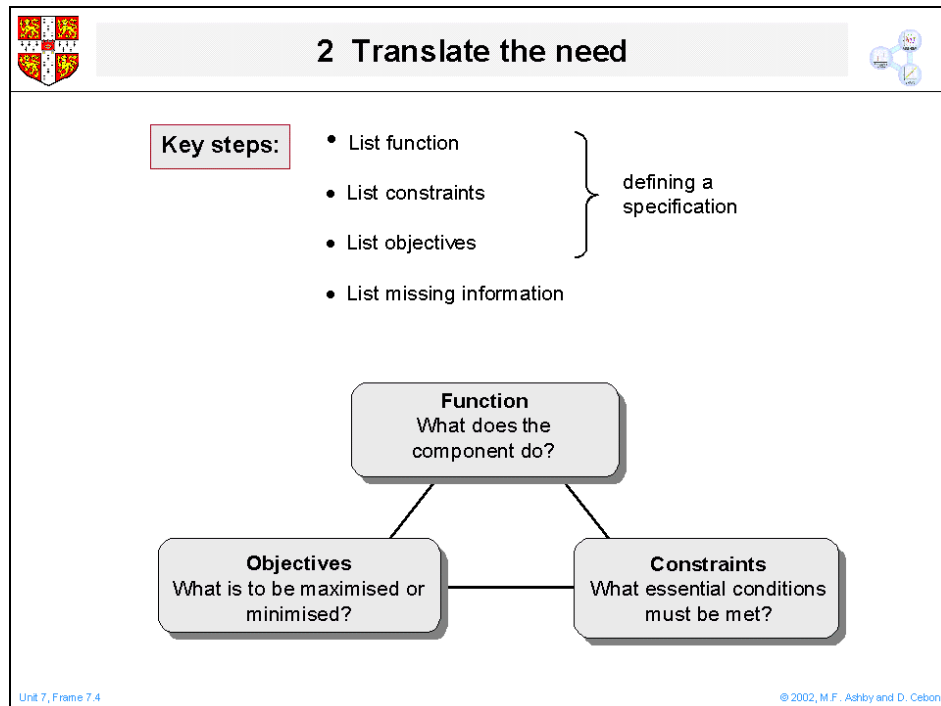 2 Translate the need
Key steps:
• List function
• List constraints
• List objectives
• List missing information
defining a
specification
Function
What does the
component do?
Objectives
What is to be maximised or
minimised?
Constraints
What essential conditions
must be met?
Unit 7, Frame 7.4
© 2002, M.F. Ashby and D. Cebon